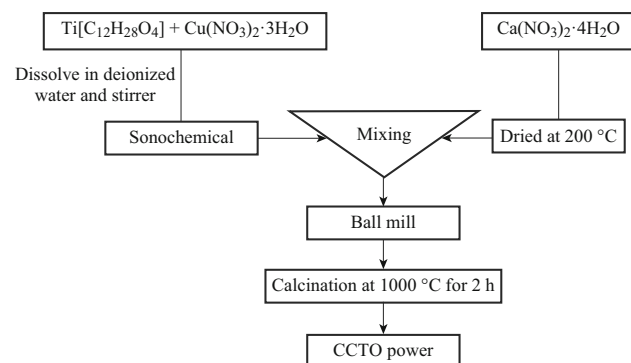 Ti[C₁₂H₂₈O₄] + Cu(NO₃)₂·3H₂O
Ca(NO₃)₂·4H₂O
Dissolve in deionized
water and stirrer
Sonochemical
Mixing
Dried at 200 °C
Ball mill
Calcination at 1000 °C for 2 h
CCTO power